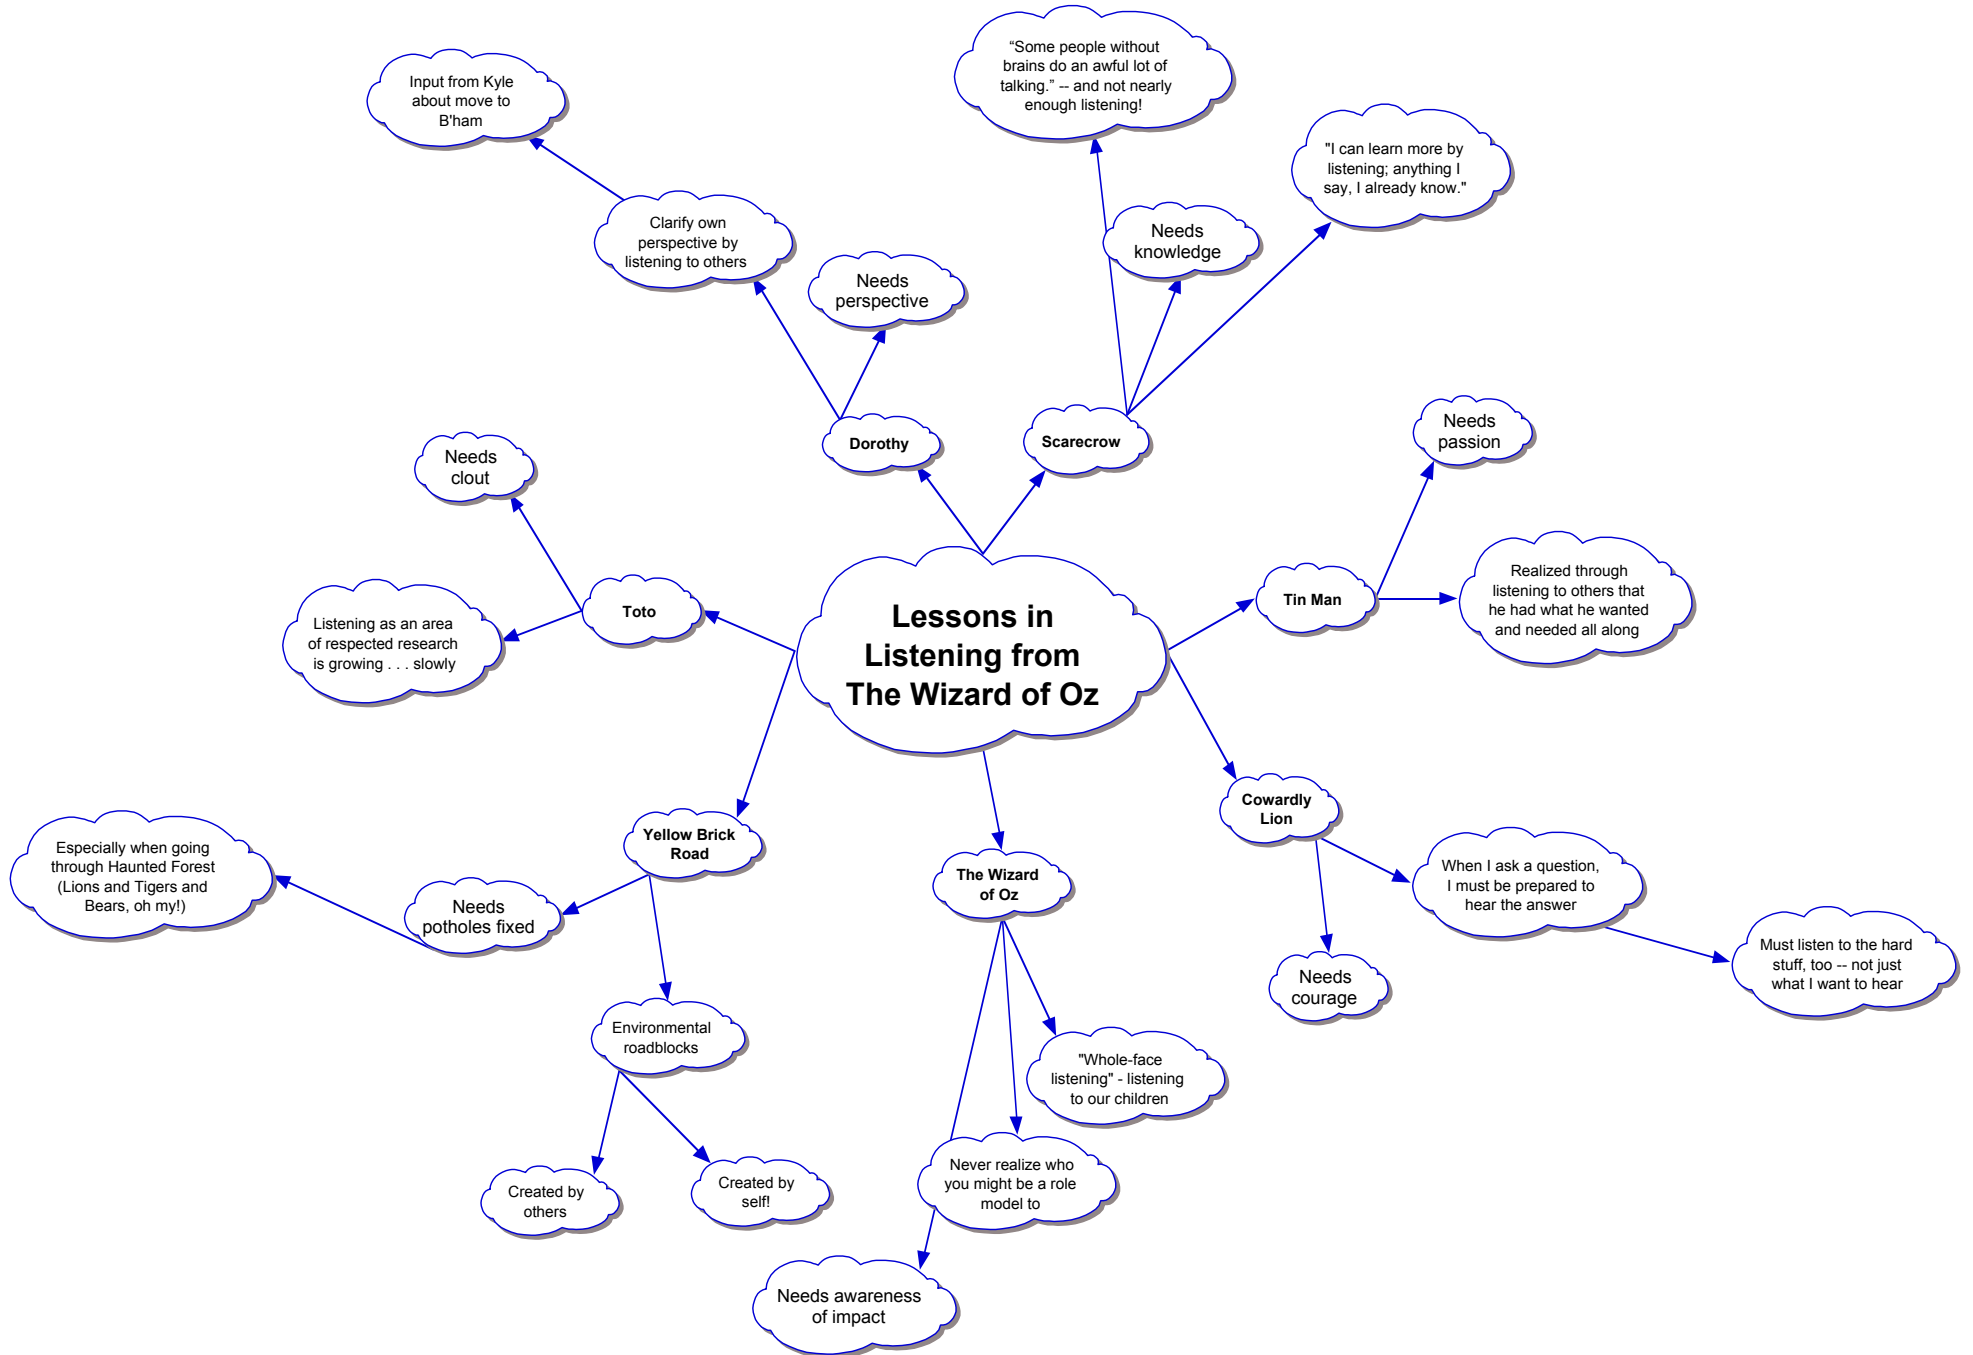 “Some people without
brains do an awful lot of
talking.” -- and not nearly
enough listening!
Input from Kyle
about move to
B'ham
"I can learn more by
listening; anything I
say, I already know."
Clarify own
perspective by
listening to others
Needs
knowledge
Needs
perspective
Dorothy
Scarecrow
Needs
passion
Needs
clout
Toto
Listening as an area
of respected research
is growing . . . slowly
Lessons in
Listening from
The Wizard of Oz
Tin Man
Realized through
listening to others that
he had what he wanted
and needed all along
Cowardly
Lion
Yellow Brick
Road
Especially when going
through Haunted Forest
(Lions and Tigers and
Bears, oh my!)
Needs
potholes fixed
The Wizard
of Oz
When I ask a question,
I must be prepared to
hear the answer
Must listen to the hard
stuff, too -- not just
what I want to hear
Needs
courage
Environmental
roadblocks
"Whole-face
listening" - listening
to our children
Created by
others
Created by
self!
Never realize who
you might be a role
model to
Needs awareness
of impact